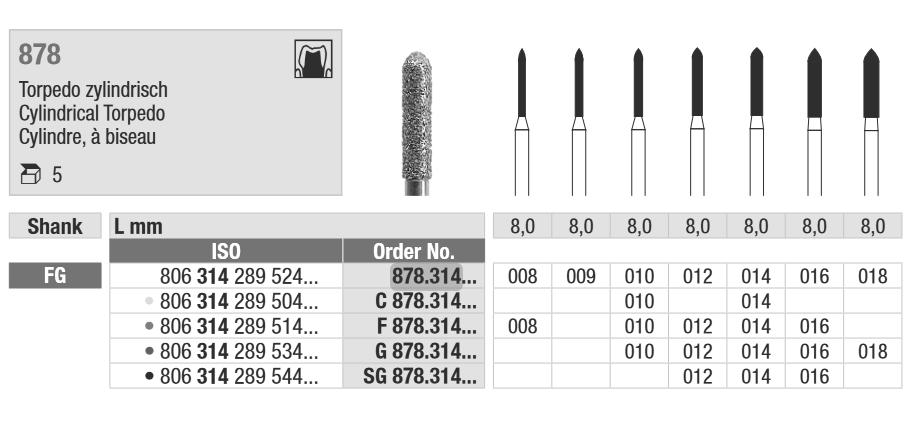 878
Torpedo zylindrisch
Cylindrical Torpedo
Cylindre, à biseau
5
Shank L mm 8,0 8,0 8,0 8,0 8,0 8,0 8,0
ISO Order No.
FG 806 314 289 524... 878.314... 008 009 010 012 014 016 018
806 314 289 504... C 878.314... 010 014
806 314 289 514... F 878.314... 008 010 012 014 016
806 314 289 534... G 878.314... 010 012 014 016 018
806 314 289 544... SG 878.314... 012 014 016